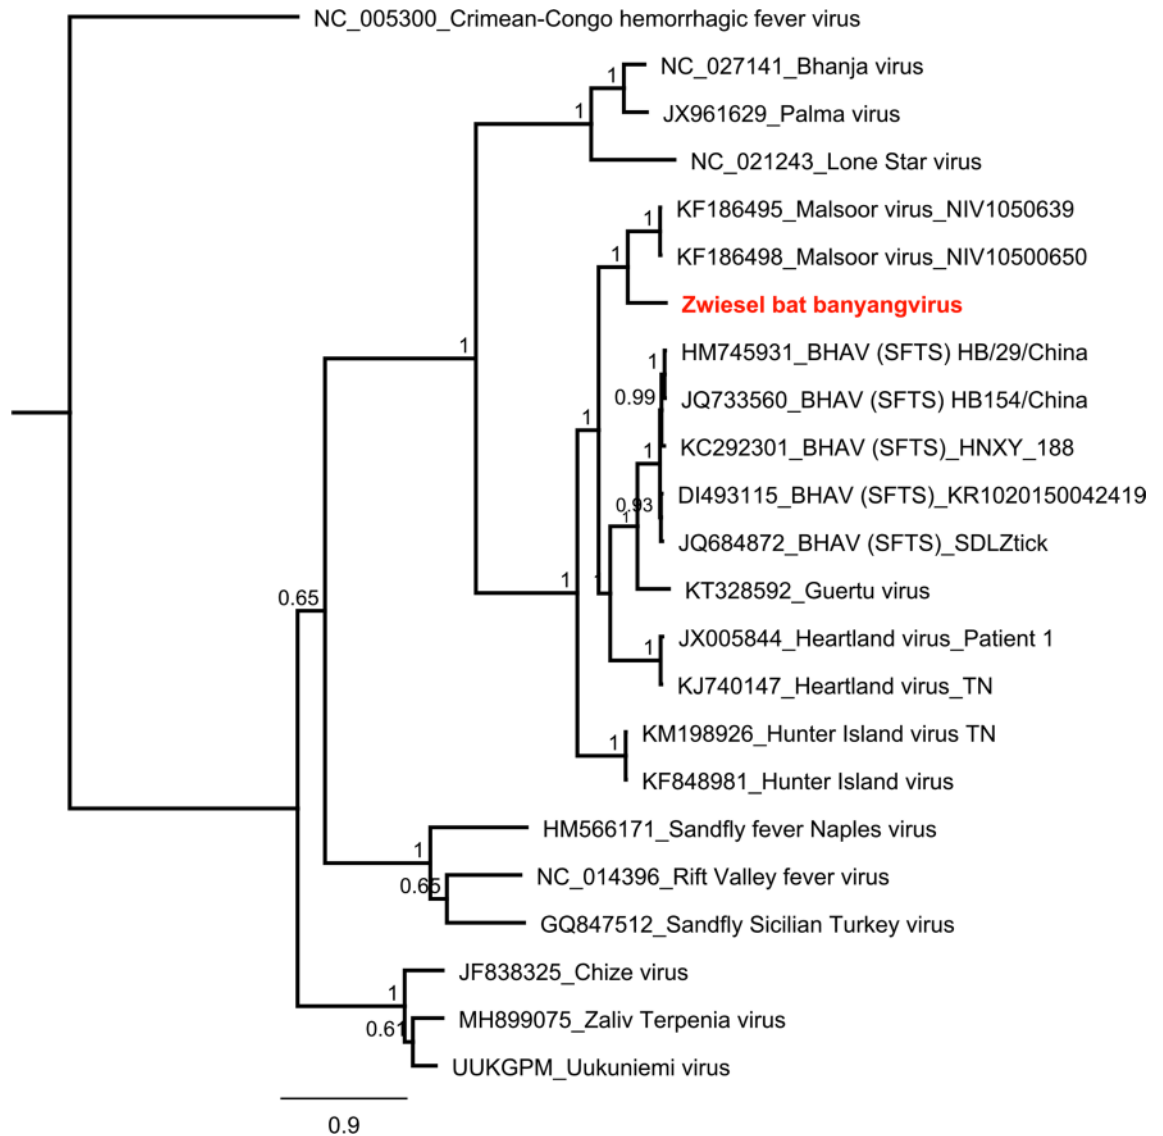 NC_005300_Crimean-Congo hemorrhagic fever virus
NC_027141_Bhanja virus
1
JX961629_Palma virus
1
NC_021243_Lone Star virus
KF186495_Malsoor virus_NIV1050639
1
KF186498_Malsoor virus_NIV10500650
1
Zwiesel bat banyangvirus
HM745931_BHAV (SFTS) HB/29/China
1
1
JQ733560_BHAV (SFTS) HB154/China
0.99
1
KC292301_BHAV (SFTS)_HNXY_188
1
DI493115_BHAV (SFTS)_KR1020150042419
0.93
1
JQ684872_BHAV (SFTS)_SDLZtick
1
KT328592_Guertu virus
0.65
JX005844_Heartland virus_Patient 1
1
KJ740147_Heartland virus_TN
KM198926_Hunter Island virus TN
1
KF848981_Hunter Island virus
HM566171_Sandfly fever Naples virus
1
NC_014396_Rift Valley fever virus
0.65
GQ847512_Sandfly Sicilian Turkey virus
JF838325_Chize virus
1
MH899075_Zaliv Terpenia virus
0.61
UUKGPM_Uukuniemi virus
0.9